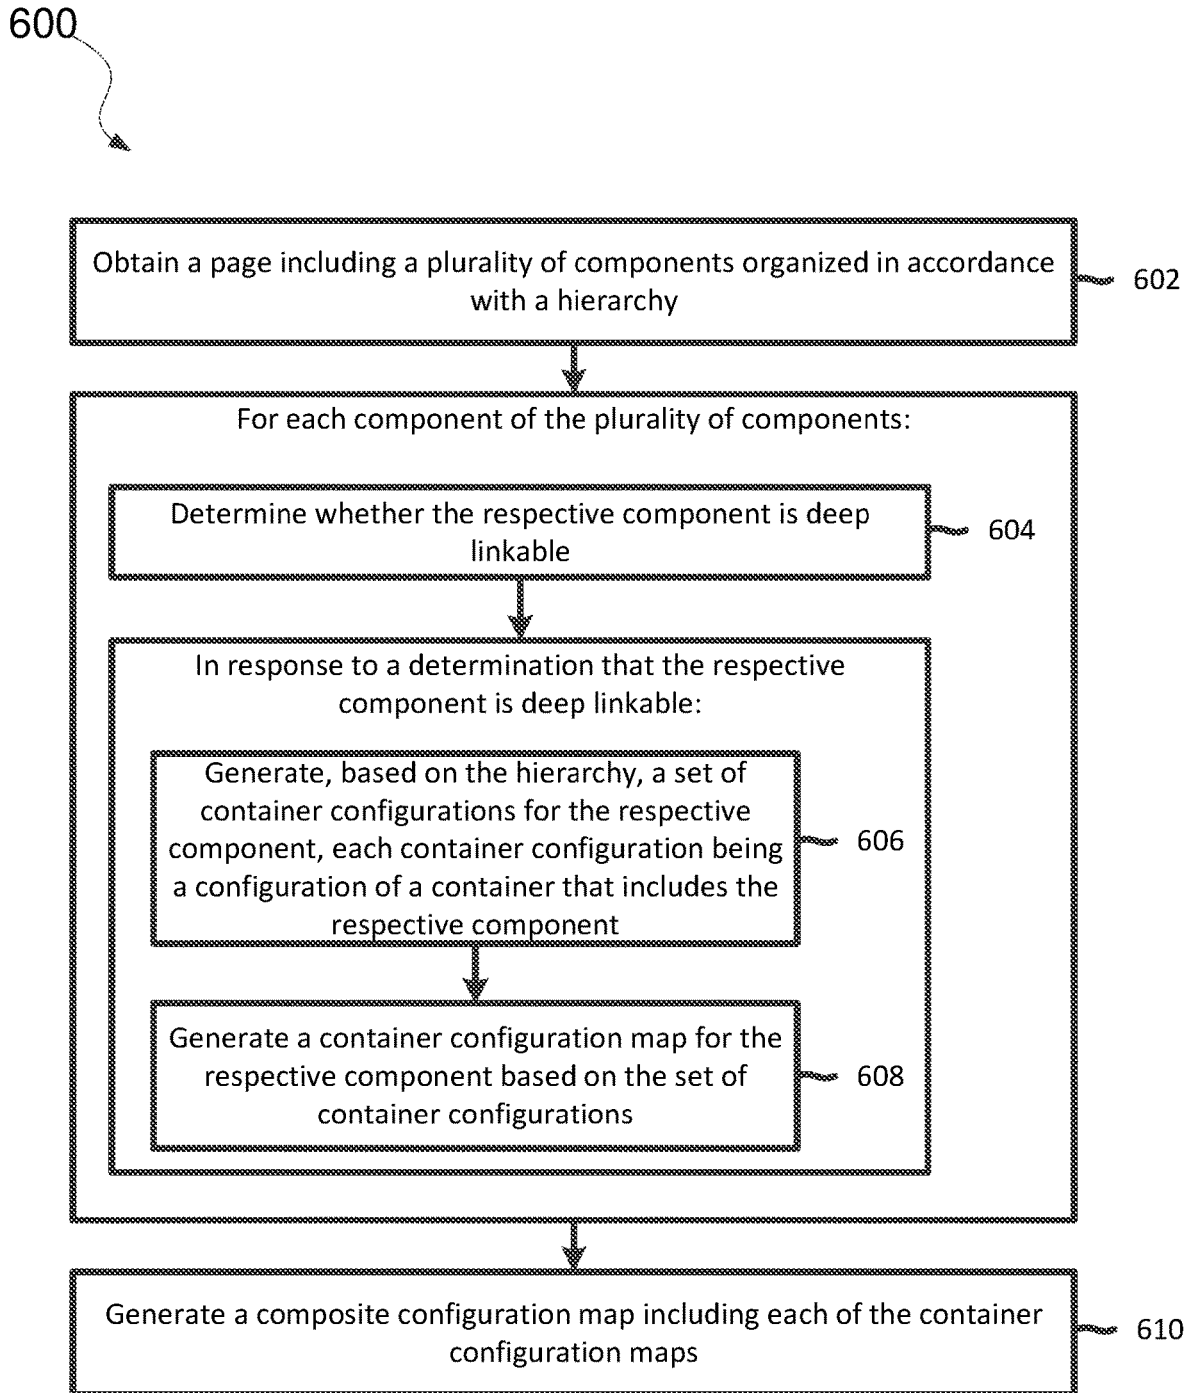 600
Obtain a page including a plurality of components organized in accordance
with a hierarchy
602
For each component of the plurality of components:
Determine whether the respective component is deep
linkable
604
In response to a determination that the respective
component is deep linkable:
Generate, based on the hierarchy, a set of
container configurations for the respective
component, each container configuration being
a configuration of a container that includes the
respective component
606
Generate a container configuration map for the
respective component based on the set of
container configurations
608
Generate a composite configuration map including each of the container
configuration maps
610